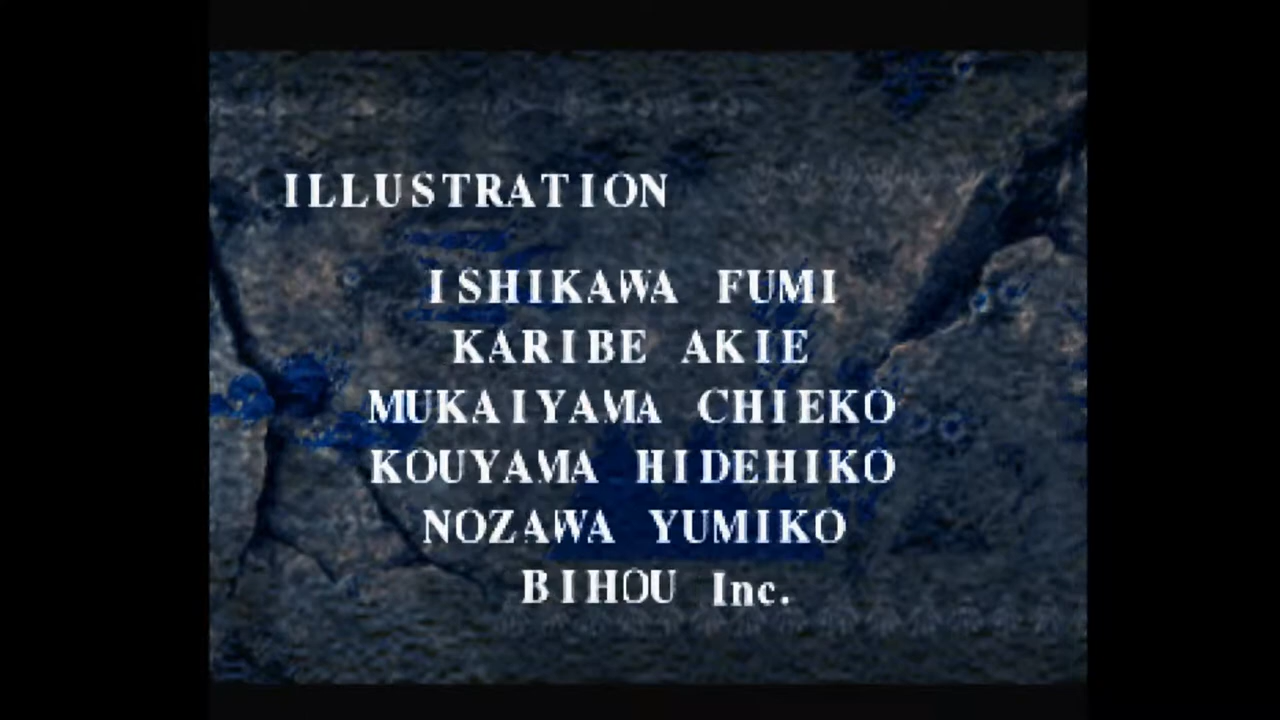 ILLUSTRATION
ISHIKAWA FUMI
KARIBE AKIE
MUKAIYAMA CHIEKO
KOUYAMA HIDEHIKO
NOZAWA YUMIKO
BIHOU Inc.